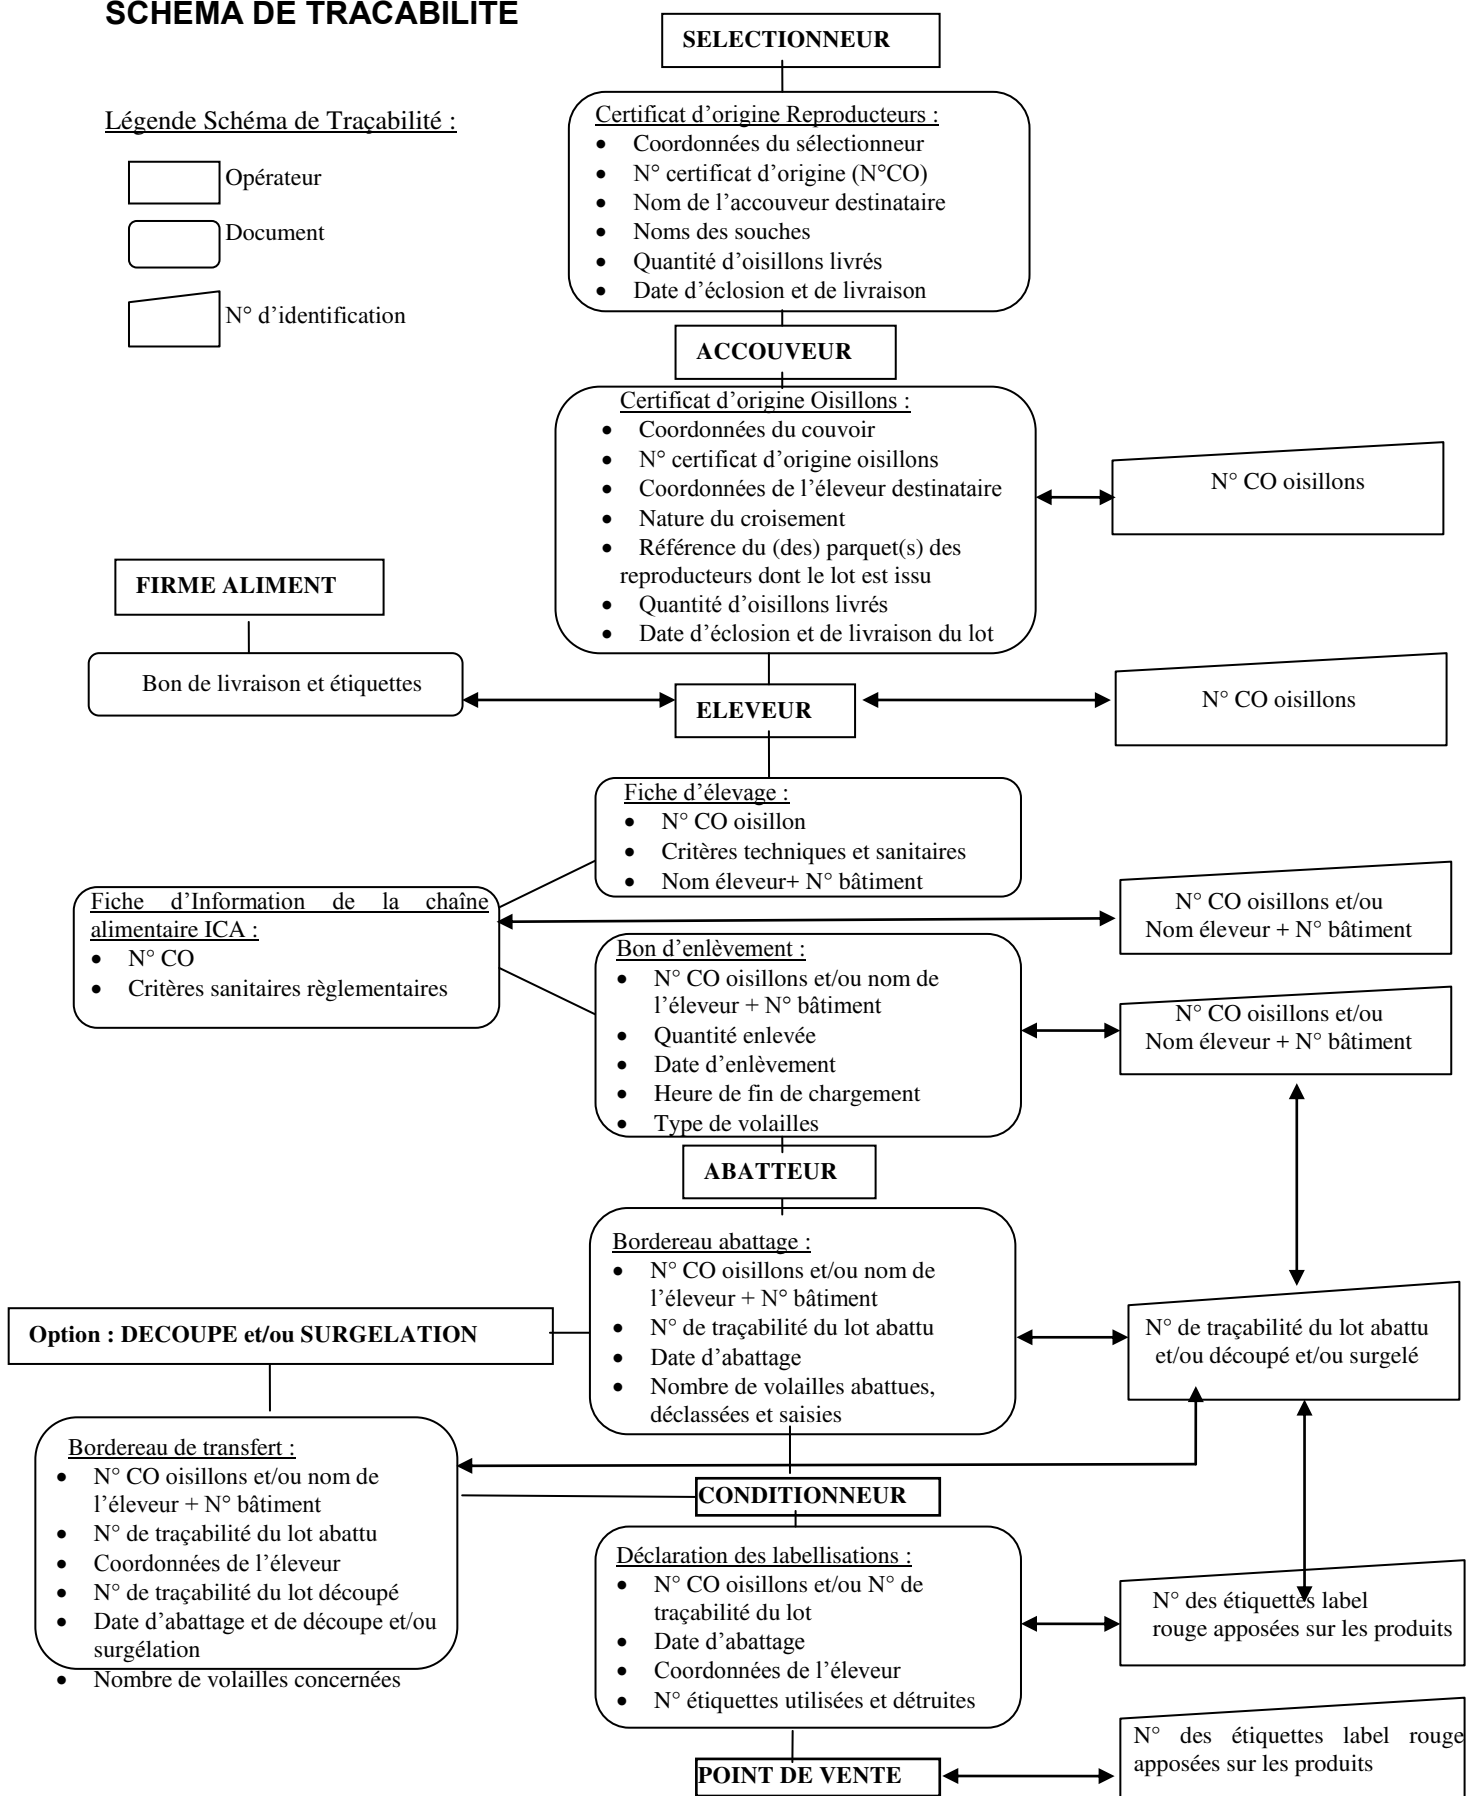 SCHEMA DE TRACABILITE
SELECTIONNEUR
Légende Schéma de Traçabilité :
Opérateur
Document
N° d'identification
Certificat d'origine Reproducteurs :
• Coordonnées du sélectionneur
• N° certificat d'origine (N°CO)
• Nom de l'accouveur destinataire
• Noms des souches
• Quantité d'oisillons livrés
• Date d'éclosion et de livraison
ACCOUVEUR
Certificat d'origine Oisillons :
• Coordonnées du couvoir
• N° certificat d'origine oisillons
• Coordonnées de l'éleveur destinataire
• Nature du croisement
• Référence du (des) parquet(s) des
reproducteurs dont le lot est issu
• Quantité d'oisillons livrés
• Date d'éclosion et de livraison du lot
N° CO oisillons
FIRME ALIMENT
Bon de livraison et étiquettes
ELEVEUR
N° CO oisillons
Fiche d'élevage :
• N° CO oisillon
• Critères techniques et sanitaires
• Nom éleveur+ N° bâtiment
Fiche d'Information de la chaîne
alimentaire ICA :
• N° CO
• Critères sanitaires règlementaires
N° CO oisillons et/ou
Nom éleveur + N° bâtiment
Bon d'enlèvement :
• N° CO oisillons et/ou nom de
l'éleveur + N° bâtiment
• Quantité enlevée
• Date d'enlèvement
• Heure de fin de chargement
• Type de volailles
N° CO oisillons et/ou
Nom éleveur + N° bâtiment
ABATTEUR
Bordereau abattage :
• N° CO oisillons et/ou nom de
l'éleveur + N° bâtiment
• N° de traçabilité du lot abattu
• Date d'abattage
• Nombre de volailles abattues,
déclassées et saisies
N° de traçabilité du lot abattu
et/ou découpé et/ou surgelé
Option : DECOUPE et/ou SURGELATION
Bordereau de transfert :
• N° CO oisillons et/ou nom de
l'éleveur + N° bâtiment
• N° de traçabilité du lot abattu
• Coordonnées de l'éleveur
• N° de traçabilité du lot découpé
• Date d'abattage et de découpe et/ou
surgélation
• Nombre de volailles concernées
CONDITIONNEUR
Déclaration des labellisations :
• N° CO oisillons et/ou N° de
traçabilité du lot
• Date d'abattage
• Coordonnées de l'éleveur
• N° étiquettes utilisées et détruites
N° des étiquettes label
rouge apposées sur les produits
POINT DE VENTE
N° des étiquettes label rouge
apposées sur les produits